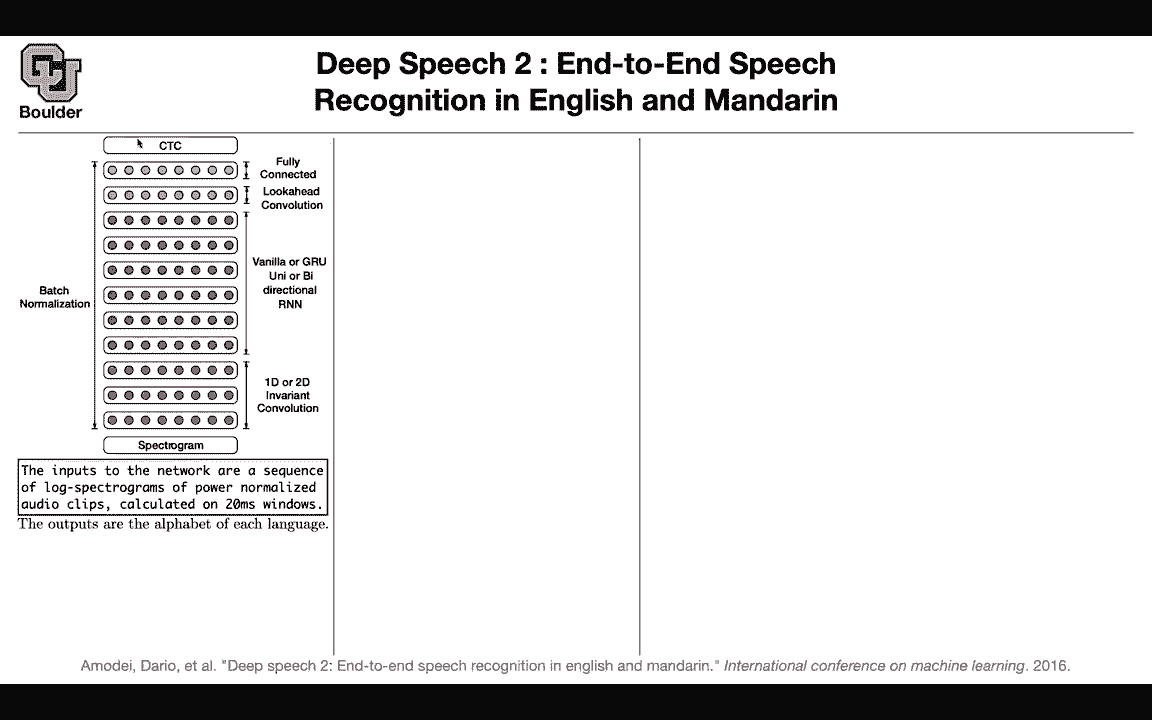 Boulder
Deep Speech 2 : End-to-End Speech
Recognition in English and Mandarin
CTC
Fully
Connected
Lookahead
Convolution
Vanilla or GRU
Uni or Bi
directional
RNN
Batch
Normalization
1D or 2D
Invariant
Convolution
Spectrogram
The inputs to the network are a sequence
of log-spectrograms of power normalized
audio clips, calculated on 20ms windows.
The outputs are the alphabet of each language.
Amodei, Dario, et al. "Deep speech 2: End-to-end speech recognition in english and mandarin." International conference on machine learning. 2016.